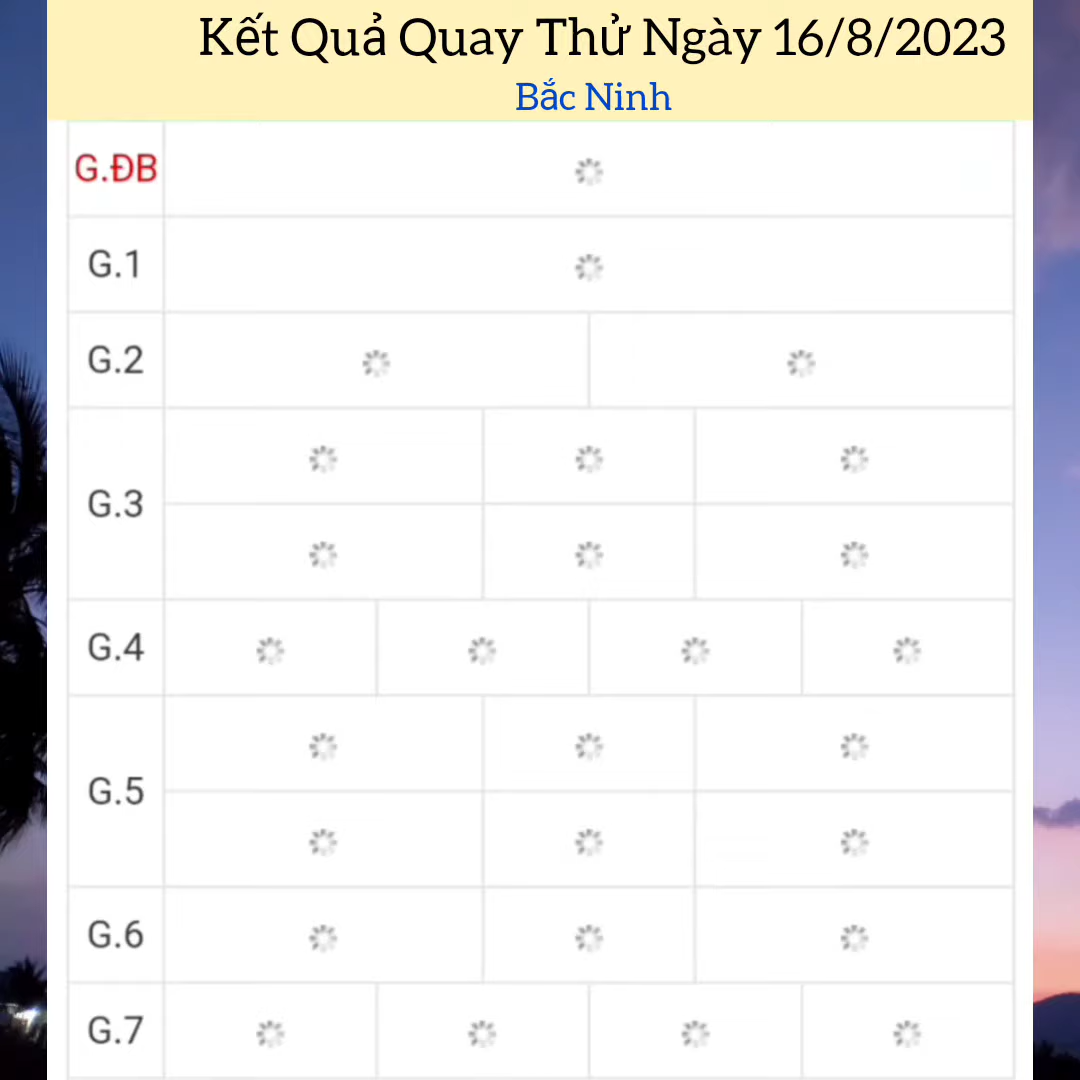 Kết Quả Quay Thử Ngày 16/8/2023
Bắc Ninh
G.ĐB
G.1
G.2
G.3
G.4
G.5
G.6
G.7